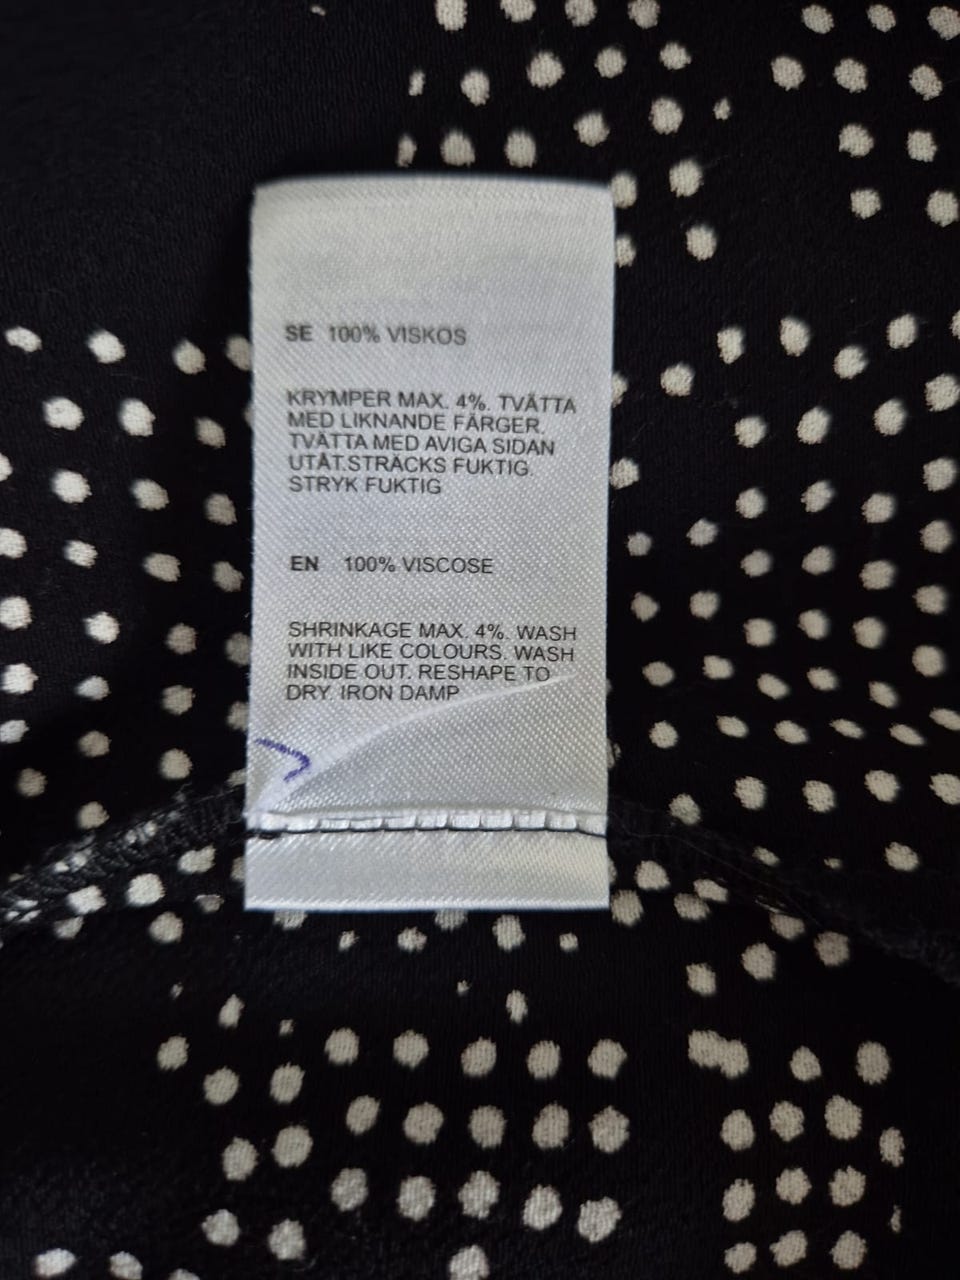 SE 100% VISKOS
KRYMPER MAX. 4%. TVÄTTA
MED LIKNANDE FÄRGER.
TVÄTTA MED AVIGA SIDAN
UTÅT.STRÄCKS FUKTIG.
STRYK FUKTIG
EN 100% VISCOSE
SHRINKAGE MAX. 4%. WASH
WITH LIKE COLOURS. WASH
INSIDE OUT. RESHAPE TO
DRY. IRON DAMP